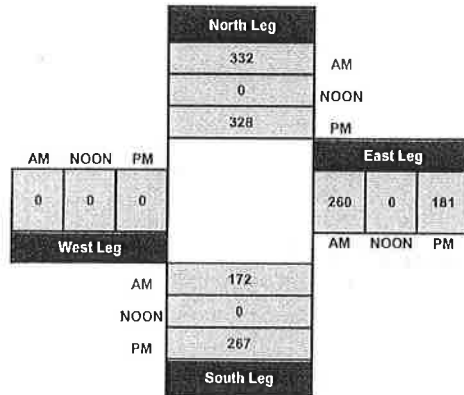 North Leg
332 AM
0 NOON
328 PM
AM NOON PM East Leg
0 0 0 260 0 181
West Leg AM NOON PM
AM 172
NOON 0
PM 267
South Leg